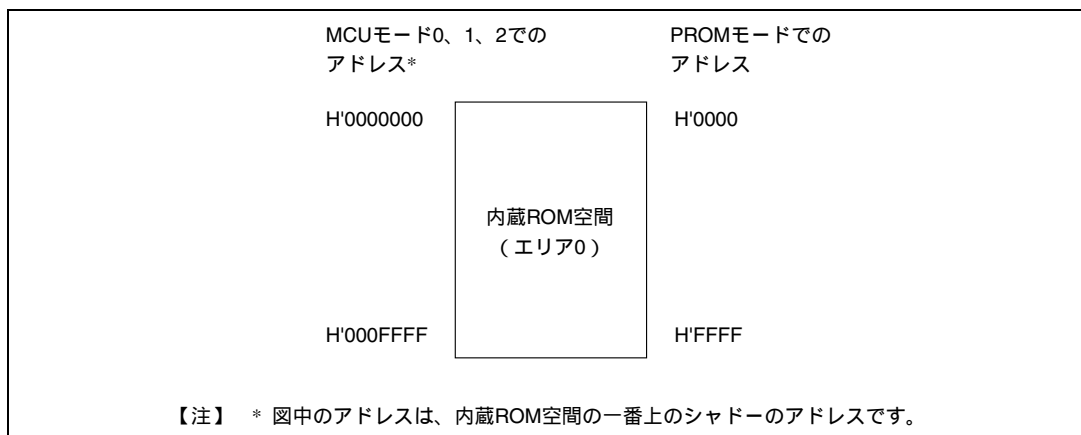 MCUモード0、1、2での
アドレス*
PROMモードでの
アドレス
H'0000000
H'0000
内蔵ROM空間
（エリア0）
H'000FFFF
H'FFFF
【注】 * 図中のアドレスは、内蔵ROM空間の一番上のシャドーのアドレスです。